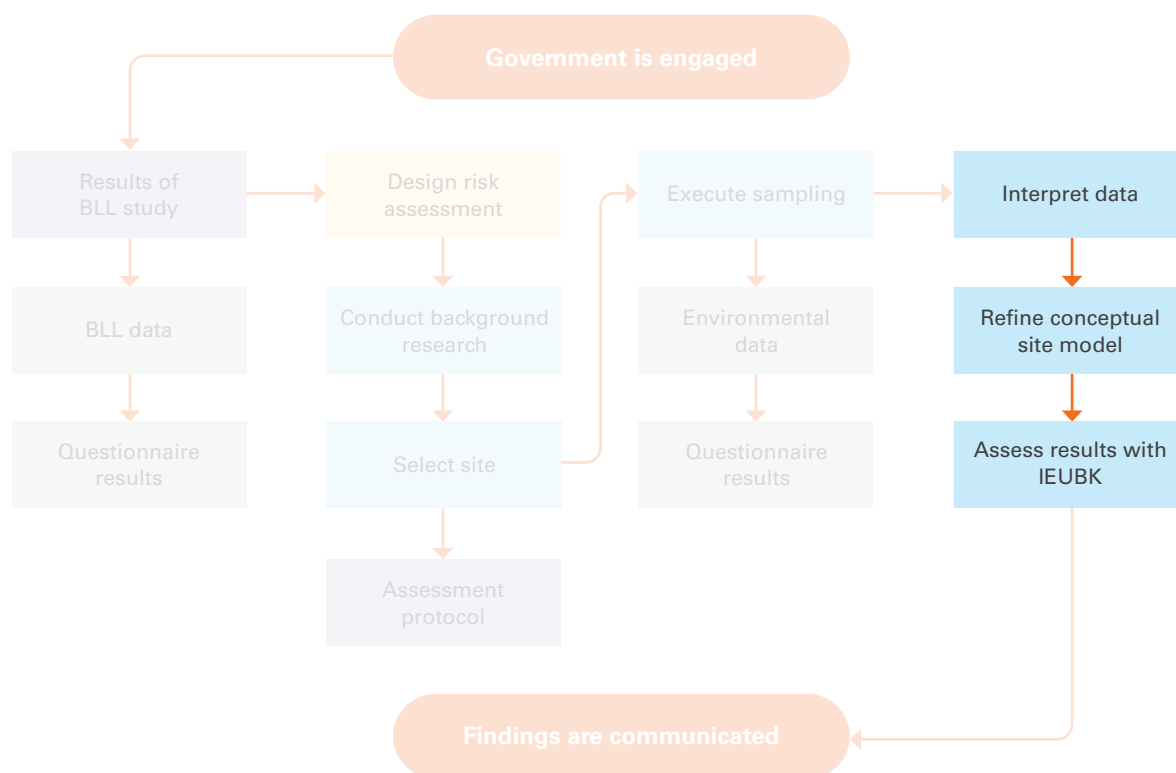 Government is engaged
Results of
BLL study
Design risk
assessment
Execute sampling
Interpret data
BLL data
Conduct background
research
Environmental
data
Refine conceptual
site model
Questionnaire
results
Select site
Questionnaire
results
Assess results with
IEUBK
Assessment
protocol
Findings are communicated